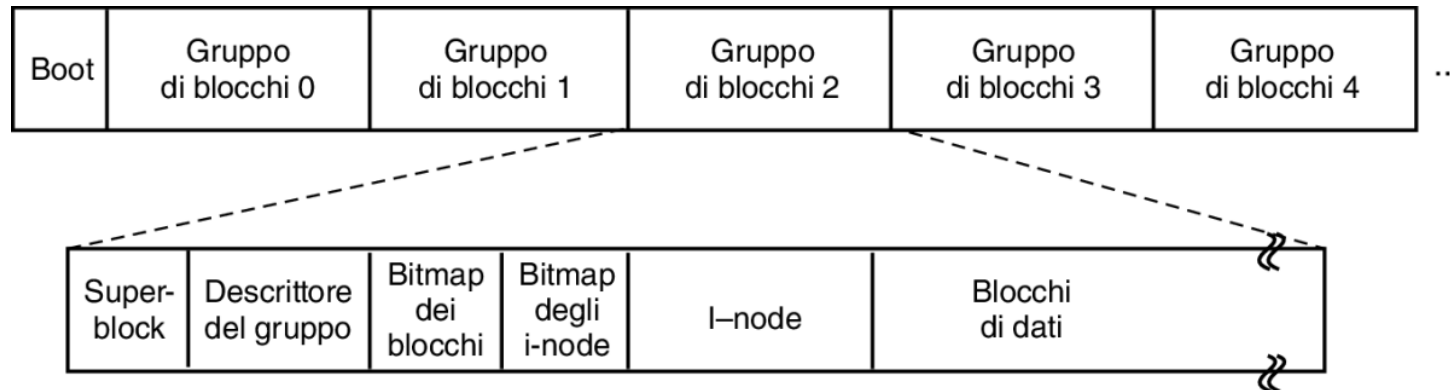 Boot
Gruppo
di blocchi 0
Gruppo
di blocchi 1
Gruppo
di blocchi 2
Gruppo
di blocchi 3
Gruppo
di blocchi 4
..
Super-
block
Descrittore
del gruppo
Bitmap
dei
blocchi
Bitmap
degli
i-node
I–node
Blocchi
di dati